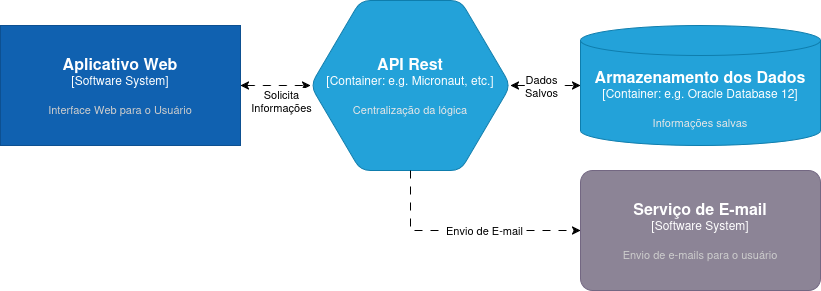 Aplicativo Web
[Software System]
Interface Web para o Usuário
Solicita
Informações
API Rest
[Container: e.g. Micronaut, etc.]
Centralização da lógica
Dados
Salvos
Armazenamento dos Dados
[Container: e.g. Oracle Database 12]
Informações salvas
Envio de E-mail
Serviço de E-mail
[Software System]
Envio de e-mails para o usuário